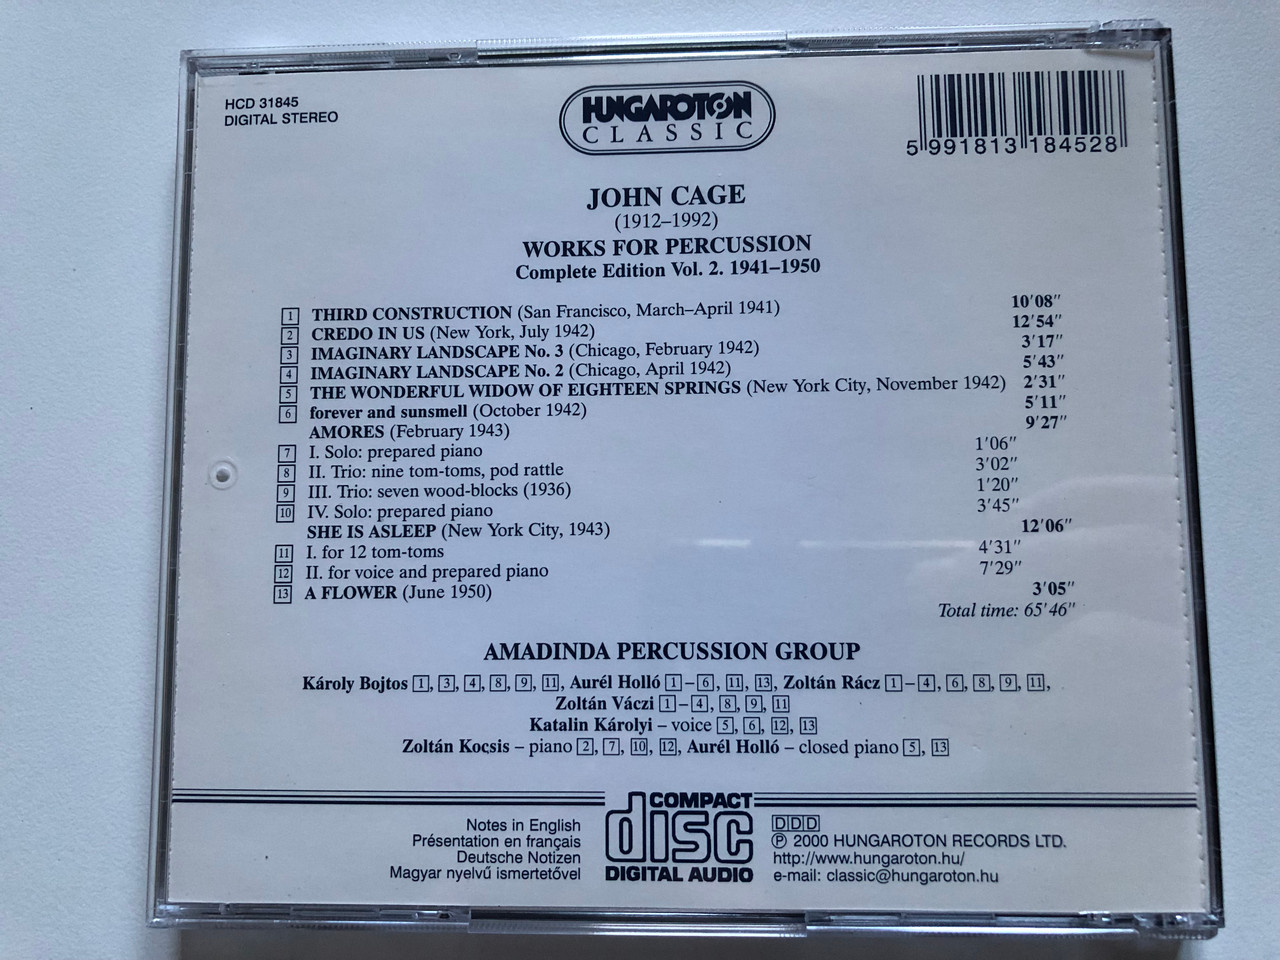 HCD 31845
DIGITAL STEREO
HUNGAROTON
CLASSIC
5 991813 184528
JOHN CAGE
(1912–1992)
WORKS FOR PERCUSSION
Complete Edition Vol. 2. 1941–1950
1 THIRD CONSTRUCTION (San Francisco, March–April 1941) 10'08"
2 CREDO IN US (New York, July 1942) 12'54"
3 IMAGINARY LANDSCAPE No. 3 (Chicago, February 1942) 3'17"
4 IMAGINARY LANDSCAPE No. 2 (Chicago, April 1942) 5'43"
5 THE WONDERFUL WIDOW OF EIGHTEEN SPRINGS (New York City, November 1942) 2'31"
6 forever and sunsmell (October 1942) 5'11"
AMORES (February 1943) 9'27"
7 I. Solo: prepared piano 1'06"
8 II. Trio: nine tom-toms, pod rattle 3'02"
9 III. Trio: seven wood-blocks (1936) 1'20"
10 IV. Solo: prepared piano 3'45"
SHE IS ASLEEP (New York City, 1943) 12'06"
11 I. for 12 tom-toms 4'31"
12 II. for voice and prepared piano 7'29"
13 A FLOWER (June 1950) 3'05"
Total time: 65'46"
AMADINDA PERCUSSION GROUP
Károly Bojtos 1, 3, 4, 8, 9, 11, Aurél Holló 1–6, 11, 13, Zoltán Rácz 1–4, 6, 8, 9, 11,
Zoltán Váczi 1–4, 8, 9, 11
Katalin Károlyi – voice 5, 6, 12, 13
Zoltán Kocsis – piano 2, 7, 10, 12, Aurél Holló – closed piano 5, 13
Notes in English
Présentation en français
Deutsche Notizen
Magyar nyelvű ismertetővel
COMPACT
disc
DIGITAL AUDIO
DDD
℗ 2000 HUNGAROTON RECORDS LTD.
http://www.hungaroton.hu/
e-mail: classic@hungaroton.hu